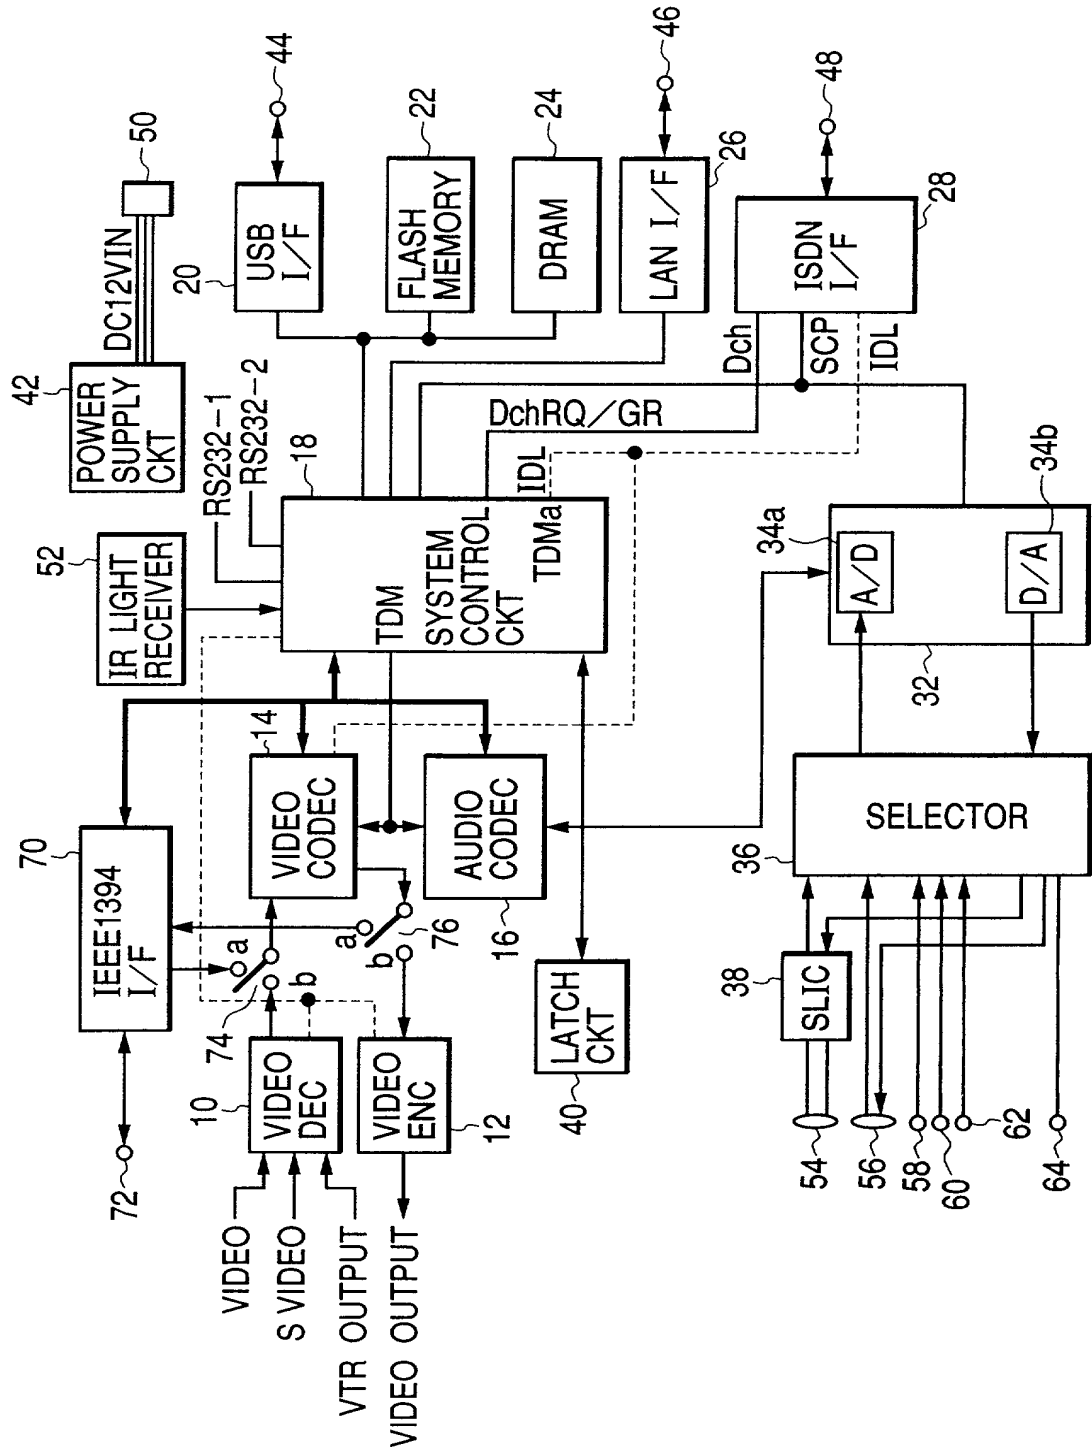 72
70
IEEE1394
I/F
52
IR LIGHT
RECEIVER
42
POWER
SUPPLY
CKT
DC12VIN
50
RS232-1
RS232-2
VIDEO
S VIDEO
VTR OUTPUT
VIDEO OUTPUT
10
VIDEO
DEC
74
a
b
14
VIDEO
CODEC
18
TDM
SYSTEM
CONTROL
CKT
TDMa
20
USB
I/F
44
12
VIDEO
ENC
a
b
76
16
AUDIO
CODEC
FLASH
MEMORY
22
DRAM
24
40
LATCH
CKT
LAN I/F
26
46
DchRQ/GR
IDL
Dch
SCP
IDL
ISDN
I/F
28
48
54
56
58
60
62
64
38
SLIC
36
SELECTOR
32
34a
A/D
34b
D/A